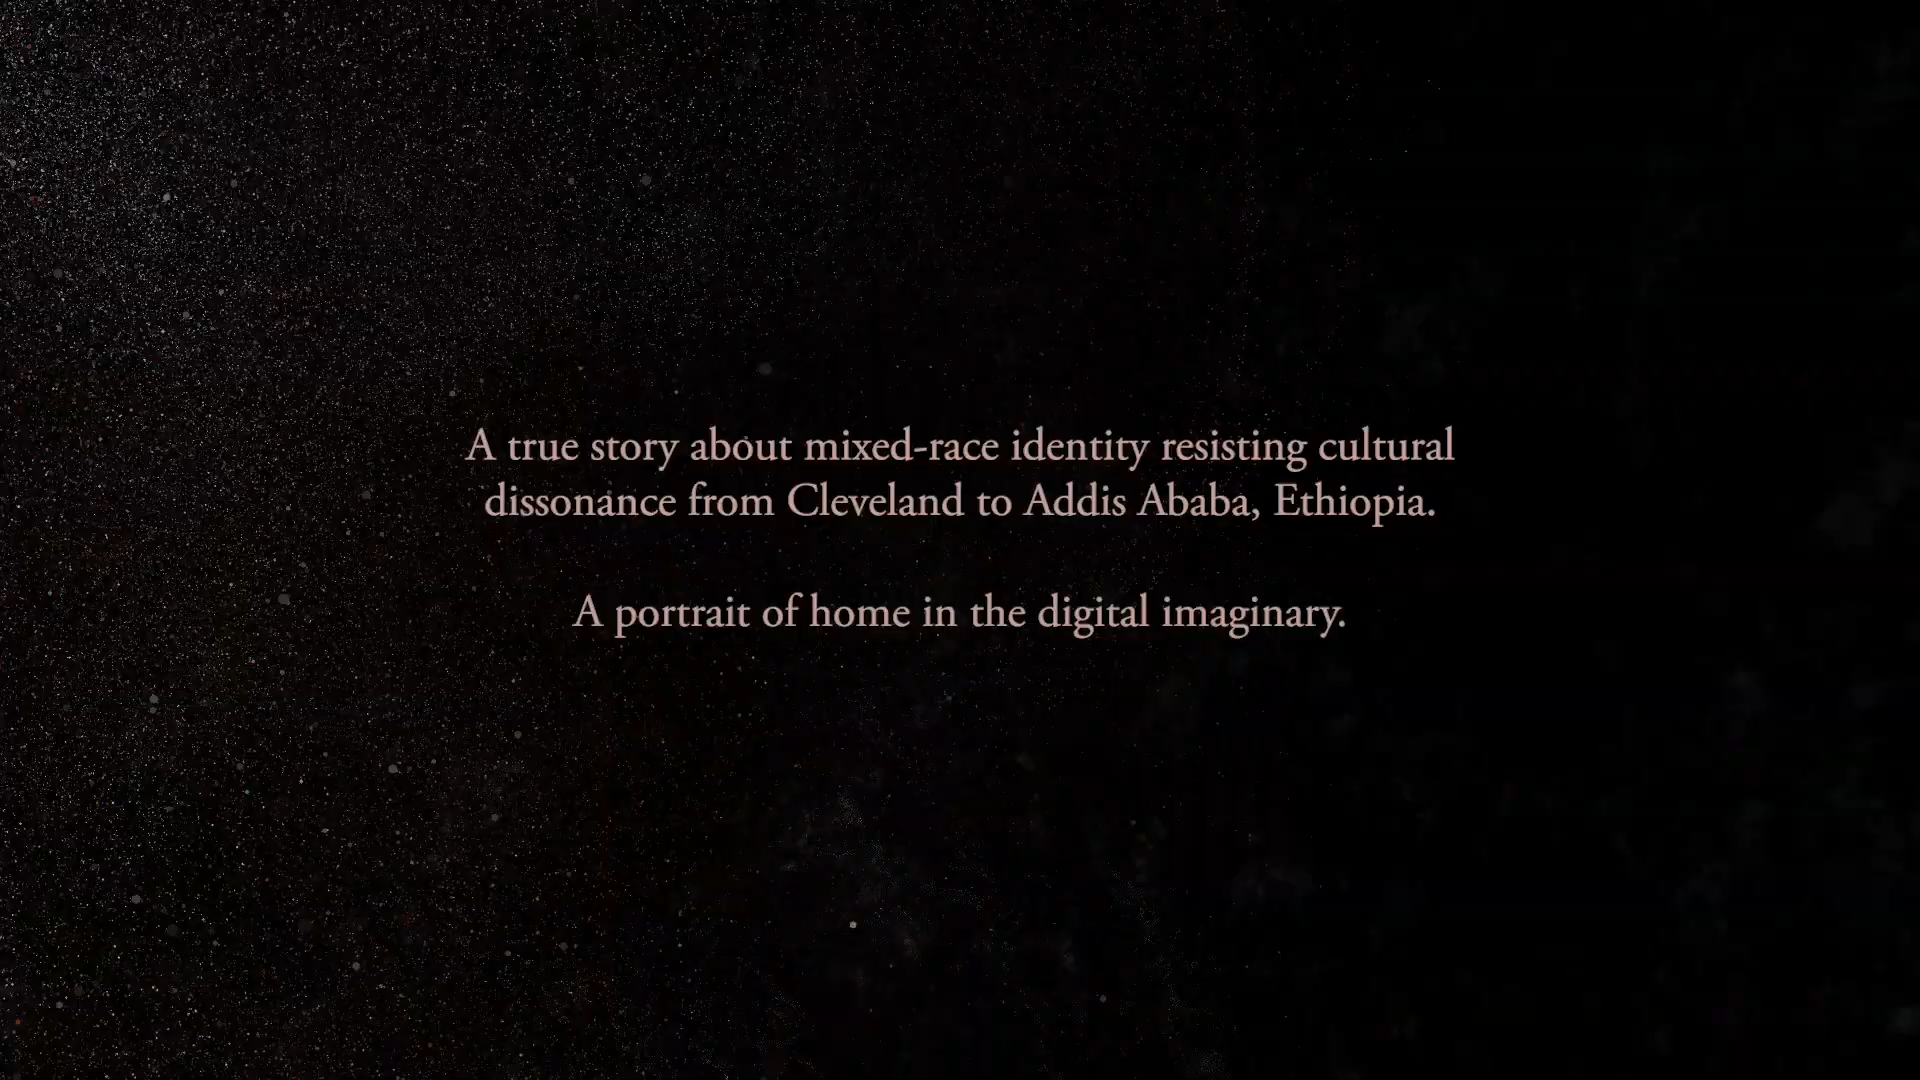 A true story about mixed-race identity resisting cultural
dissonance from Cleveland to Addis Ababa, Ethiopia.
A portrait of home in the digital imaginary.